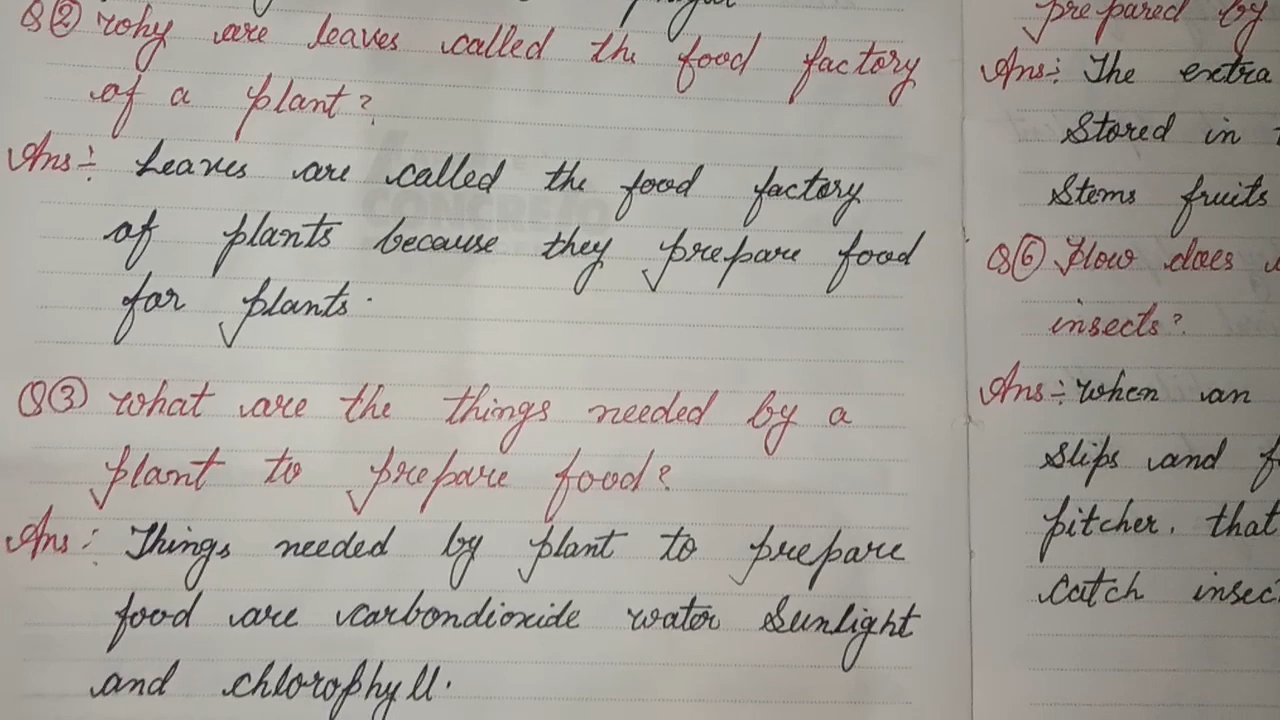 Q② why are leaves called the food factory
of a plant?
Ans÷ Leaves are called the food factory
of plants because they prepare food
for plants.
Q③ what are the things needed by a
plant to prepare food?
Ans: Things needed by plant to prepare
food are carbondioxide water Sunlight
and chlorophyll.
prepared by
Ans÷ The extra
Stored in
Stems fruits
Q⑥ How does
insects?
Ans÷ when an
slips and
pitcher. that
catch insec